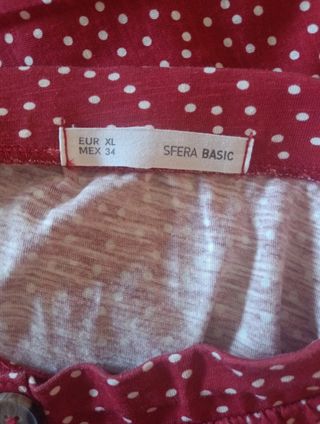 EUR XL
MEX 34
SFERA BASIC